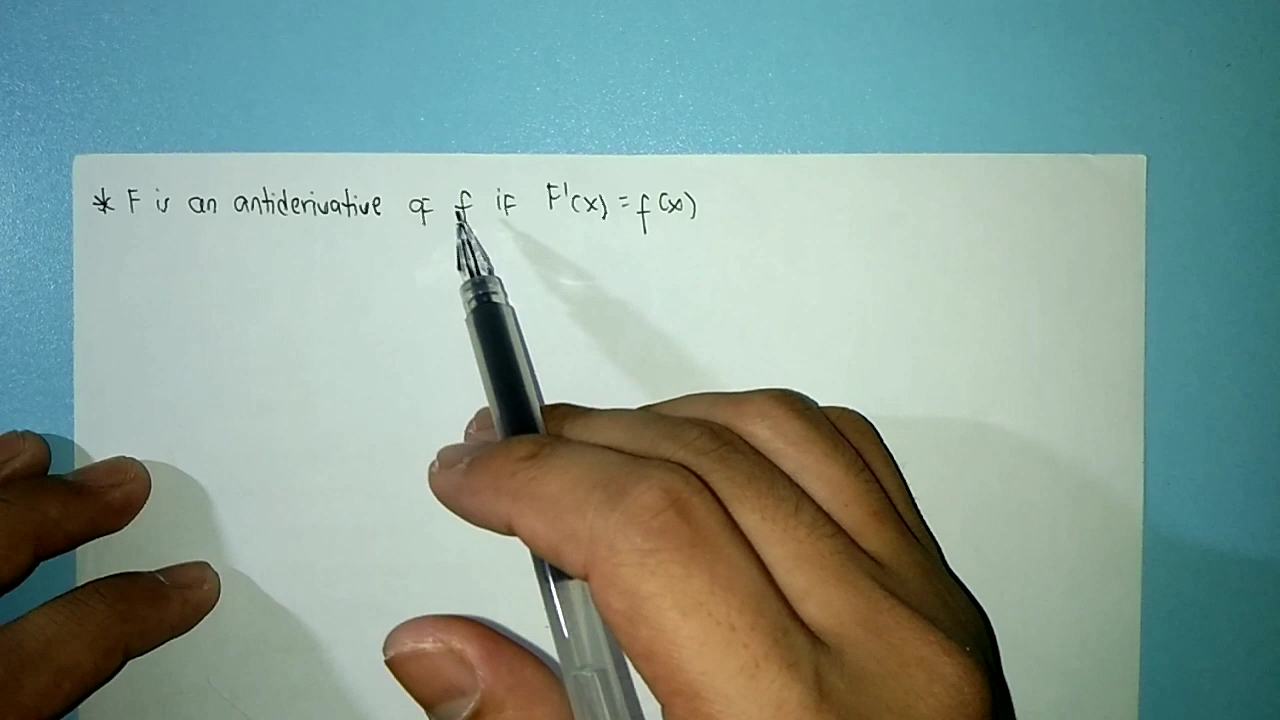 * F is an antiderivative of f if F'(x) = f(x)